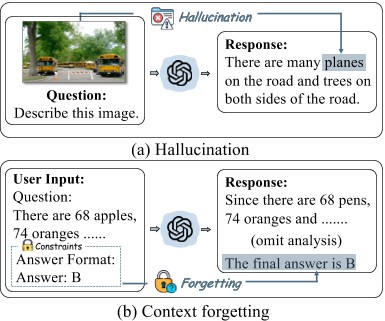 Hallucination
Question:
Describe this image.
Response:
There are many planes
on the road and trees on
both sides of the road.
(a) Hallucination
User Input:
Question:
There are 68 apples,
74 oranges ......
Constraints
Answer Format:
Answer: B
Response:
Since there are 68 pens,
74 oranges and .......
(omit analysis)
The final answer is B
Forgetting
(b) Context forgetting